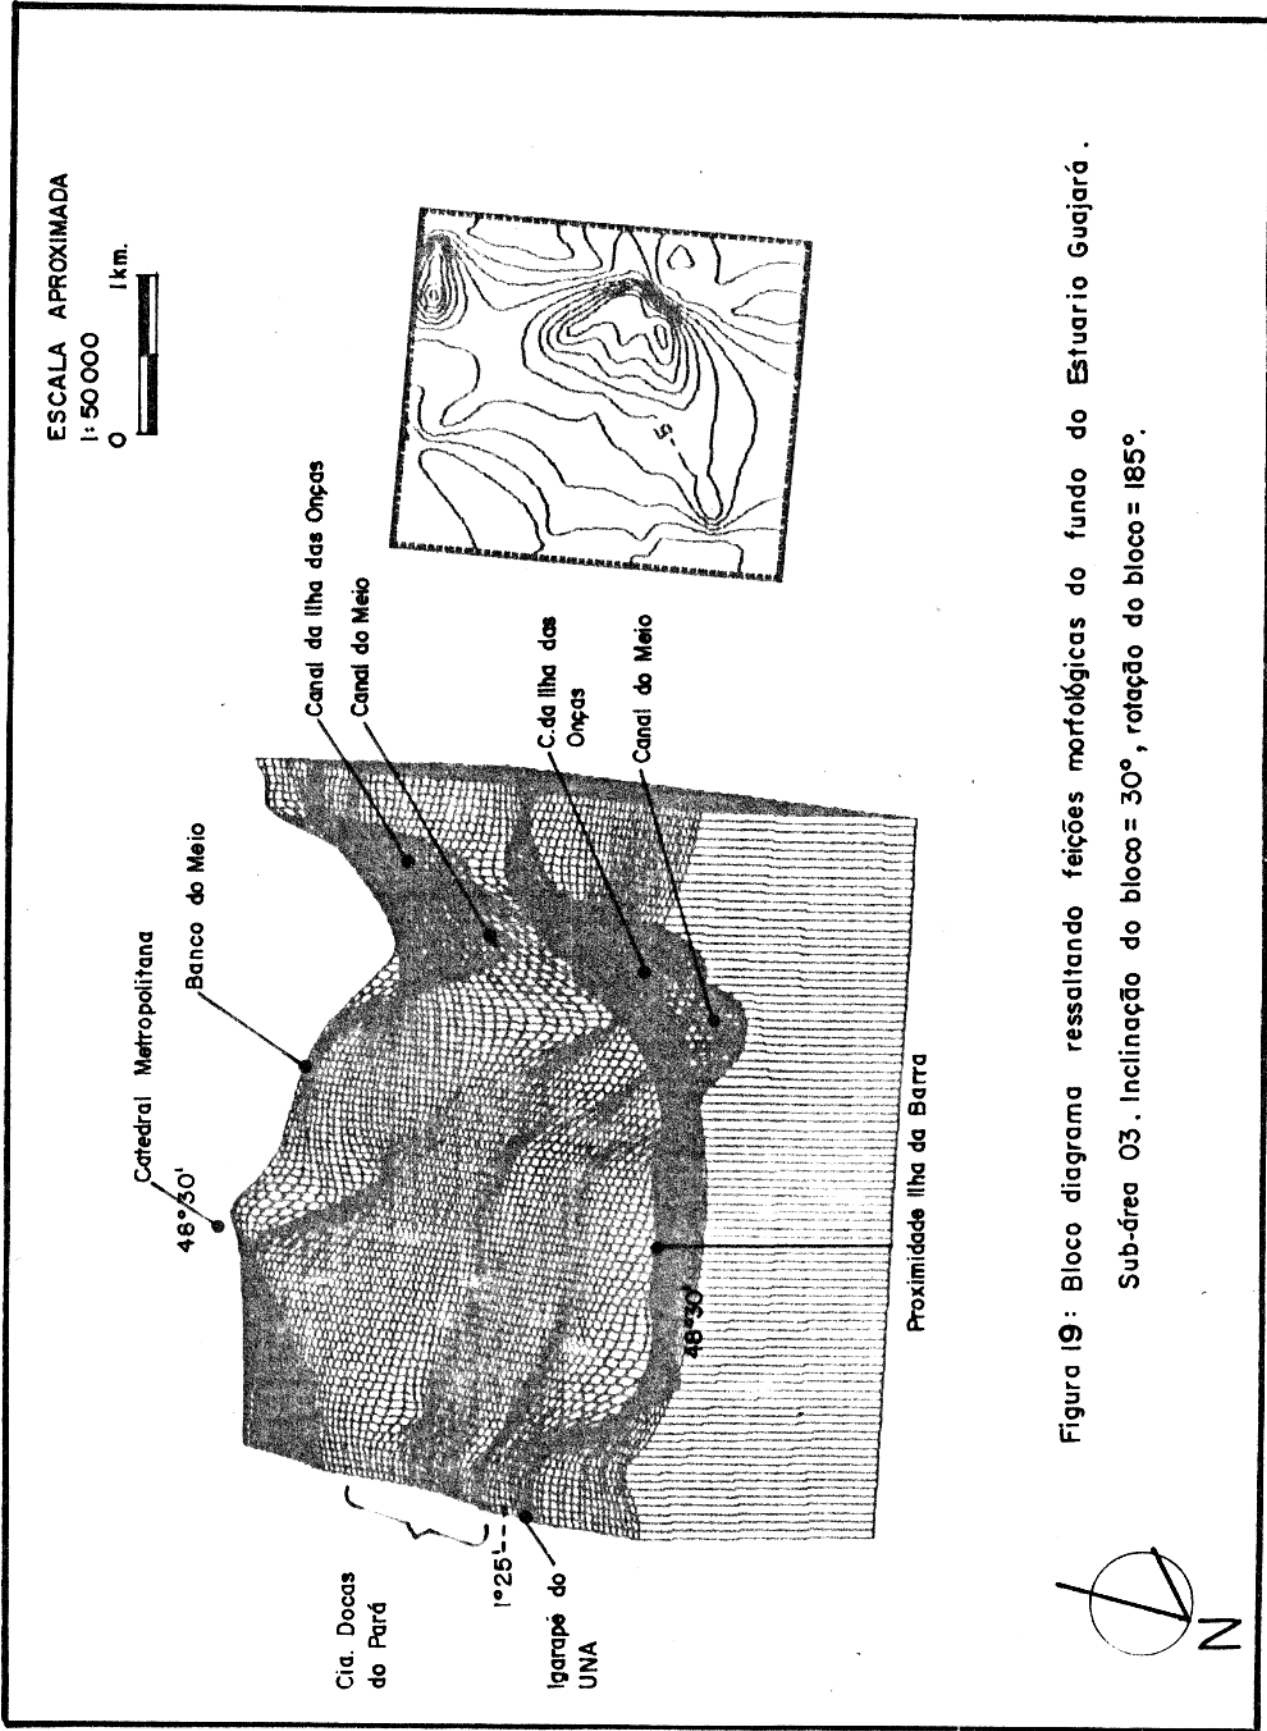 ESCALA APROXIMADA
1:50 000
0 1km.
Catedral Metropolitana
48°30'
Banco do Meio
Canal da Ilha das Onças
Canal do Meio
C.da Ilha das
Onças
Canal do Meio
Cia. Docas
do Pará
1°25'
Igarapé do
UNA
48°30'
Proximidade Ilha da Barra
-5-
N
Figura 19: Bloco diagrama ressaltando feições morfológicas do fundo do Estuario Guajará.
Sub-área 03. Inclinação do bloco = 30°, rotação do bloco = 185°.